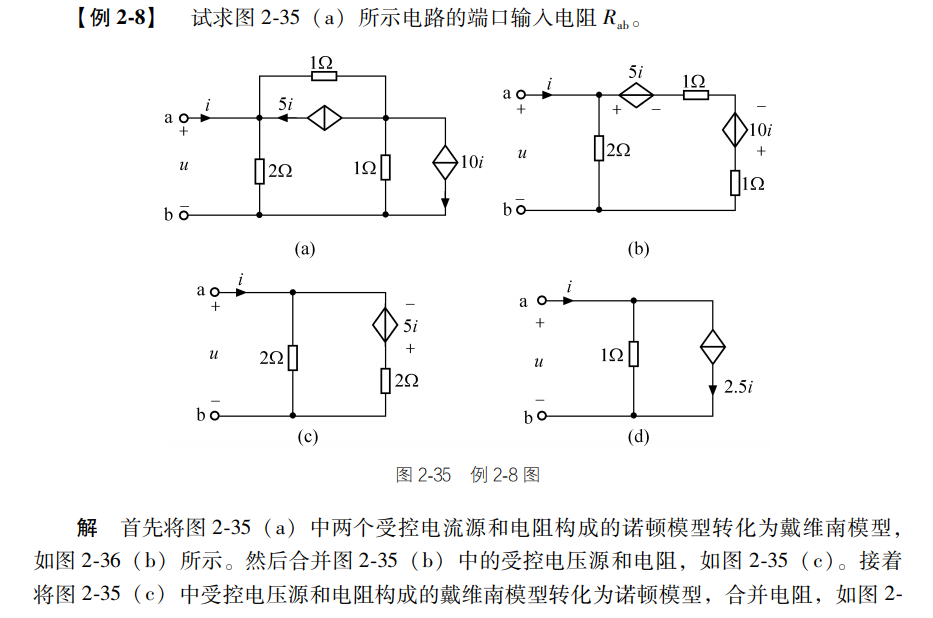 【例 2-8】 试求图 2-35（a）所示电路的端口输入电阻 Rab。
1Ω
5i
a
i
+
u
2Ω
1Ω
10i
b
−
(a)
5i
1Ω
a
i
+
+
−
−
u
2Ω
10i
+
1Ω
b
−
(b)
a
i
+
−
5i
u
2Ω
+
2Ω
−
b
(c)
a
i
+
u
1Ω
2.5i
−
b
(d)
图 2-35 例 2-8 图
解 首先将图 2-35（a）中两个受控电流源和电阻构成的诺顿模型转化为戴维南模型，
如图 2-36（b）所示。然后合并图 2-35（b）中的受控电压源和电阻，如图 2-35（c）。接着
将图 2-35（c）中受控电压源和电阻构成的戴维南模型转化为诺顿模型，合并电阻，如图 2-